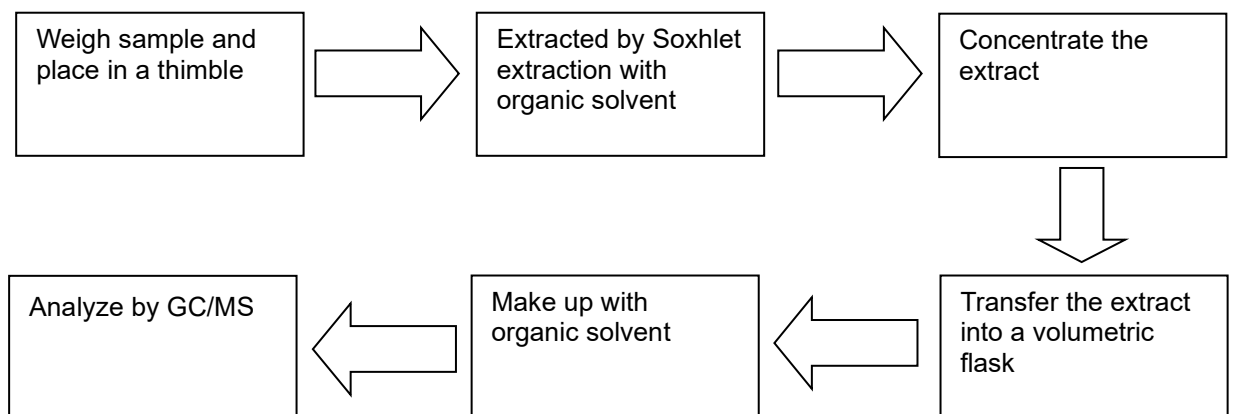 Weigh sample and
place in a thimble
Extracted by Soxhlet
extraction with
organic solvent
Concentrate the
extract
Transfer the extract
into a volumetric
flask
Make up with
organic solvent
Analyze by GC/MS